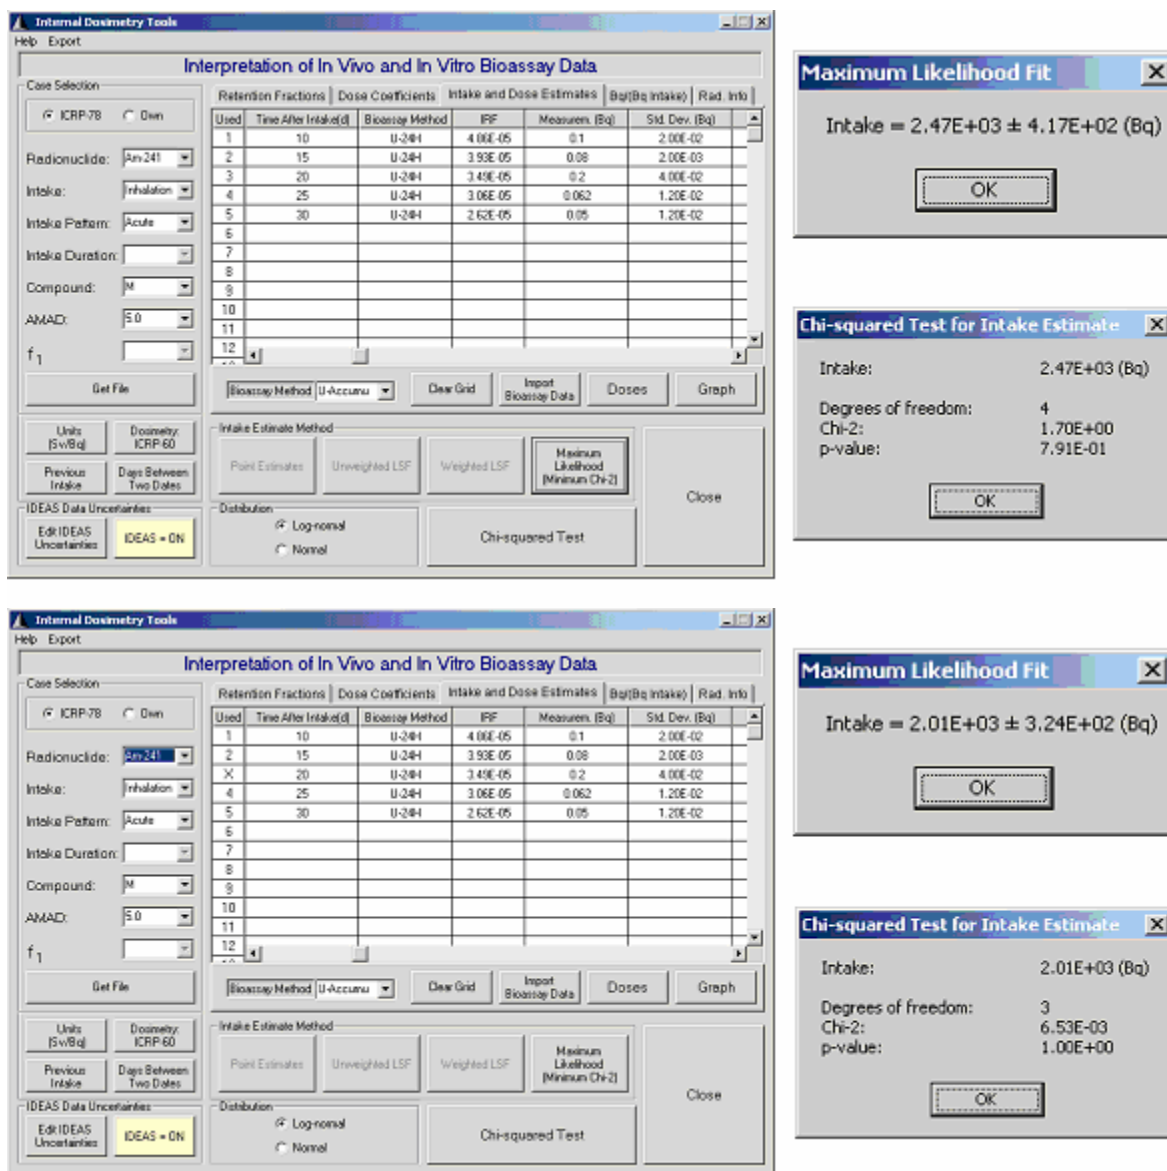 Internal Dosimetry Tools
Help Export
Interpretation of In Vivo and In Vitro Bioassay Data
Case Selection
ICRP-78 Own
Radionuclide: Am-241
Intake: Inhalation
Intake Pattern: Acute
Intake Duration:
Compound: M
AMAD: 5.0
f1
Get File
Units (Sv/Bq)
Dosimetry: ICRP-60
Previous Intake
Days Between Two Dates
IDEAS Data Uncertainties
Edit IDEAS Uncertainties
IDEAS = ON
Retention Fractions Dose Coefficients Intake and Dose Estimates Bq/(Bq Intake) Rad. Info
Used Time After Intake(d) Bioassay Method IRF Measurem. (Bq) Std. Dev. (Bq)
1 10 U-24H 4.86E-05 0.1 2.00E-02
2 15 U-24H 3.93E-05 0.08 2.00E-03
3 20 U-24H 3.49E-05 0.2 4.00E-02
4 25 U-24H 3.06E-05 0.062 1.20E-02
5 30 U-24H 2.62E-05 0.05 1.20E-02
6
7
8
9
10
11
12
Bioassay Method U-Accumu
Clear Grid
Import Bioassay Data
Doses
Graph
Intake Estimate Method
Point Estimates
Unweighted LSF
Weighted LSF
Maximum Likelihood (Minimum Chi-2)
Distribution
Log-normal
Normal
Chi-squared Test
Close
Maximum Likelihood Fit
Intake = 2.47E+03 ± 4.17E+02 (Bq)
OK
Chi-squared Test for Intake Estimate
Intake: 2.47E+03 (Bq)
Degrees of freedom: 4
Chi-2: 1.70E+00
p-value: 7.91E-01
OK
Internal Dosimetry Tools
Help Export
Interpretation of In Vivo and In Vitro Bioassay Data
Case Selection
ICRP-78 Own
Radionuclide: Am-241
Intake: Inhalation
Intake Pattern: Acute
Intake Duration:
Compound: M
AMAD: 5.0
f1
Get File
Units (Sv/Bq)
Dosimetry: ICRP-60
Previous Intake
Days Between Two Dates
IDEAS Data Uncertainties
Edit IDEAS Uncertainties
IDEAS = ON
Retention Fractions Dose Coefficients Intake and Dose Estimates Bq/(Bq Intake) Rad. Info
Used Time After Intake(d) Bioassay Method IRF Measurem. (Bq) Std. Dev. (Bq)
1 10 U-24H 4.86E-05 0.1 2.00E-02
2 15 U-24H 3.93E-05 0.08 2.00E-03
X 20 U-24H 3.49E-05 0.2 4.00E-02
4 25 U-24H 3.06E-05 0.062 1.20E-02
5 30 U-24H 2.62E-05 0.05 1.20E-02
6
7
8
9
10
11
12
Bioassay Method U-Accumu
Clear Grid
Import Bioassay Data
Doses
Graph
Intake Estimate Method
Point Estimates
Unweighted LSF
Weighted LSF
Maximum Likelihood (Minimum Chi-2)
Distribution
Log-normal
Normal
Chi-squared Test
Close
Maximum Likelihood Fit
Intake = 2.01E+03 ± 3.24E+02 (Bq)
OK
Chi-squared Test for Intake Estimate
Intake: 2.01E+03 (Bq)
Degrees of freedom: 3
Chi-2: 6.53E-03
p-value: 1.00E+00
OK